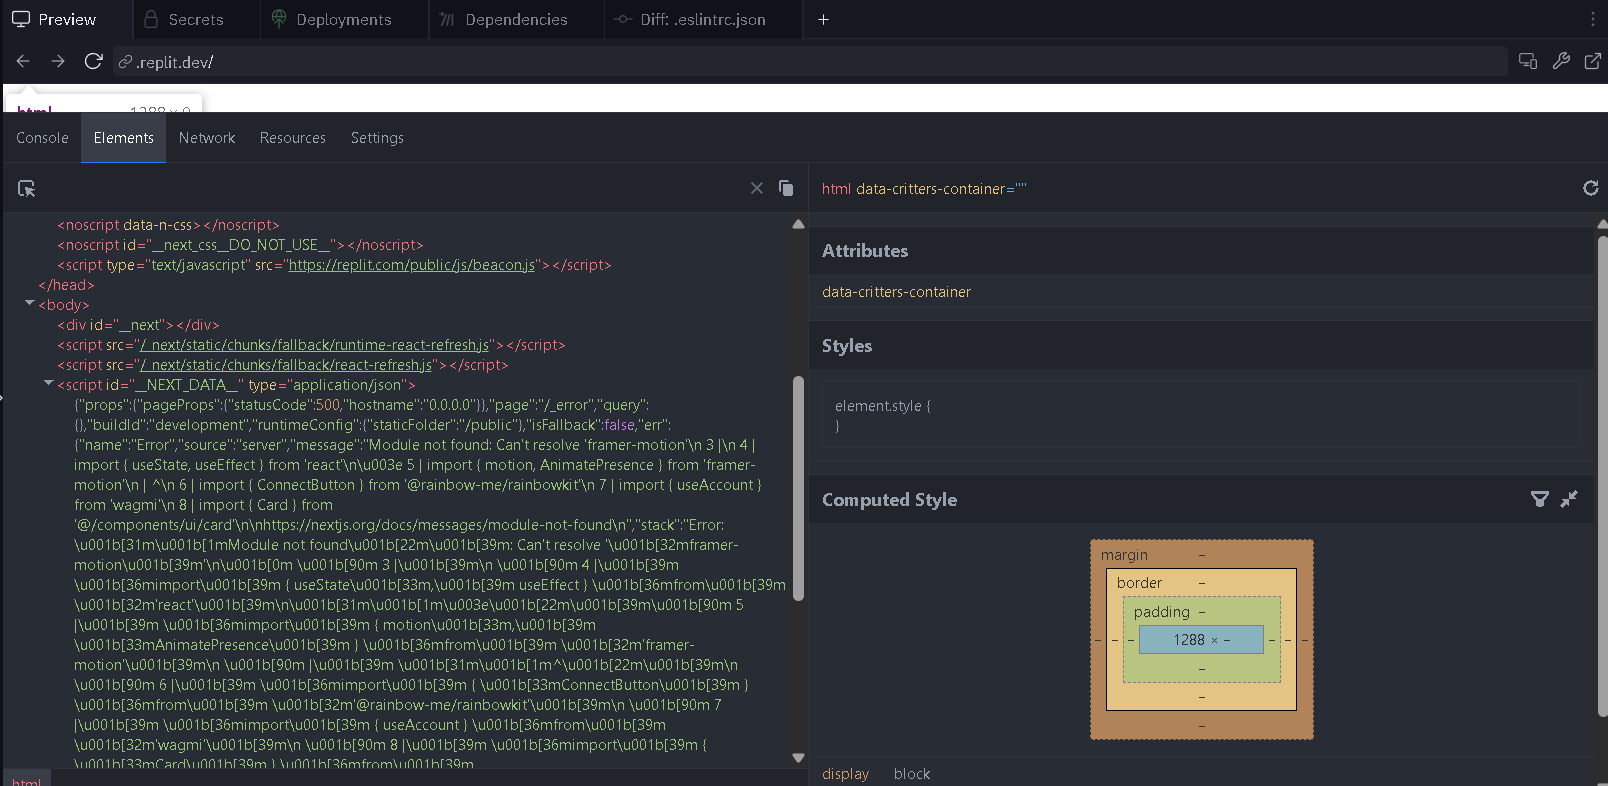 Preview
Secrets
Deployments
Dependencies
Diff: .eslintrc.json
+
.replit.dev/
html 1288 × 0
Console
Elements
Network
Resources
Settings
html data-critters-container=""
<noscript data-n-css></noscript>
<noscript id="__next_css__DO_NOT_USE__"></noscript>
<script type="text/javascript" src="https://replit.com/public/js/beacon.js"></script>
</head>
<body>
<div id="__next"></div>
<script src="/_next/static/chunks/fallback/runtime-react-refresh.js"></script>
<script src="/_next/static/chunks/fallback/react-refresh.js"></script>
<script id="__NEXT_DATA__" type="application/json">
{"props":{"pageProps":{"statusCode":500,"hostname":"0.0.0.0"}},"page":"/_error","query":
{},"buildId":"development","runtimeConfig":{"staticFolder":"/public"},"isFallback":false,"err":
{"name":"Error","source":"server","message":"Module not found: Can't resolve 'framer-motion'\n 3 |\n 4 |
import { useState, useEffect } from 'react'\n\u003e 5 | import { motion, AnimatePresence } from 'framer-
motion'\n | ^\n 6 | import { ConnectButton } from '@rainbow-me/rainbowkit'\n 7 | import { useAccount }
from 'wagmi'\n 8 | import { Card } from
'@/components/ui/card'\n\nhttps://nextjs.org/docs/messages/module-not-found\n","stack":"Error:
\u001b[31m\u001b[1mModule not found\u001b[22m\u001b[39m: Can't resolve '\u001b[32mframer-
motion\u001b[39m'\n\u001b[0m \u001b[90m 3 |\u001b[39m\n \u001b[90m 4 |\u001b[39m
\u001b[36mimport\u001b[39m { useState\u001b[33m,\u001b[39m useEffect } \u001b[36mfrom\u001b[39m
\u001b[32m'react'\u001b[39m\n\u001b[31m\u001b[1m\u003e\u001b[22m\u001b[39m\u001b[90m 5
|\u001b[39m \u001b[36mimport\u001b[39m { motion\u001b[33m,\u001b[39m
\u001b[33mAnimatePresence\u001b[39m } \u001b[36mfrom\u001b[39m \u001b[32m'framer-
motion'\u001b[39m\n \u001b[90m |\u001b[39m \u001b[31m\u001b[1m^\u001b[22m\u001b[39m\n
\u001b[90m 6 |\u001b[39m \u001b[36mimport\u001b[39m { \u001b[33mConnectButton\u001b[39m }
\u001b[36mfrom\u001b[39m \u001b[32m'@rainbow-me/rainbowkit'\u001b[39m\n \u001b[90m 7
|\u001b[39m \u001b[36mimport\u001b[39m { useAccount } \u001b[36mfrom\u001b[39m
\u001b[32m'wagmi'\u001b[39m\n \u001b[90m 8 |\u001b[39m \u001b[36mimport\u001b[39m {
\u001b[33mCard\u001b[39m } \u001b[36mfrom\u001b[39m
html
Attributes
data-critters-container
Styles
element.style {
}
Computed Style
margin –
border –
padding –
– – – 1288 × – – – –
–
–
–
display block